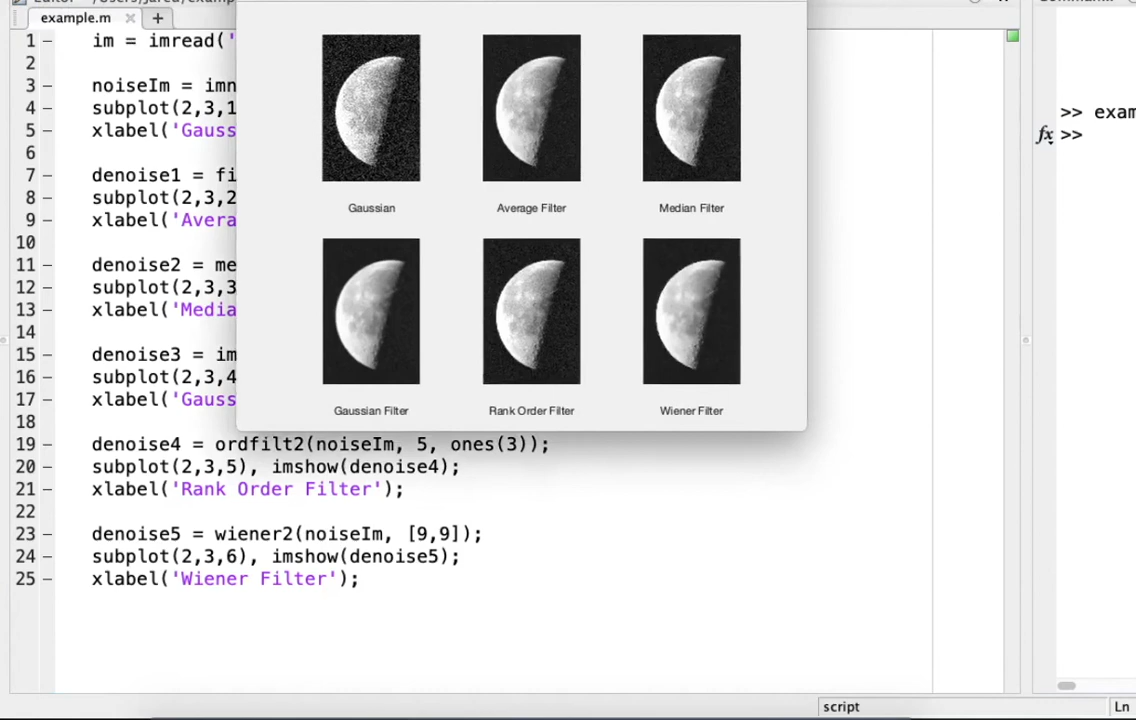 example.m
1 im = imread('
2
3 noiseIm = imn
4 subplot(2,3,1
5 xlabel('Gauss
6
7 denoise1 = fi
8 subplot(2,3,2
9 xlabel('Avera
10
11 denoise2 = me
12 subplot(2,3,3
13 xlabel('Media
14
15 denoise3 = im
16 subplot(2,3,4
17 xlabel('Gauss
18
19 denoise4 = ordfilt2(noiseIm, 5, ones(3));
20 subplot(2,3,5), imshow(denoise4);
21 xlabel('Rank Order Filter');
22
23 denoise5 = wiener2(noiseIm, [9,9]);
24 subplot(2,3,6), imshow(denoise5);
25 xlabel('Wiener Filter');
Gaussian
Average Filter
Median Filter
Gaussian Filter
Rank Order Filter
Wiener Filter
>> exam
fx >>
script
Ln